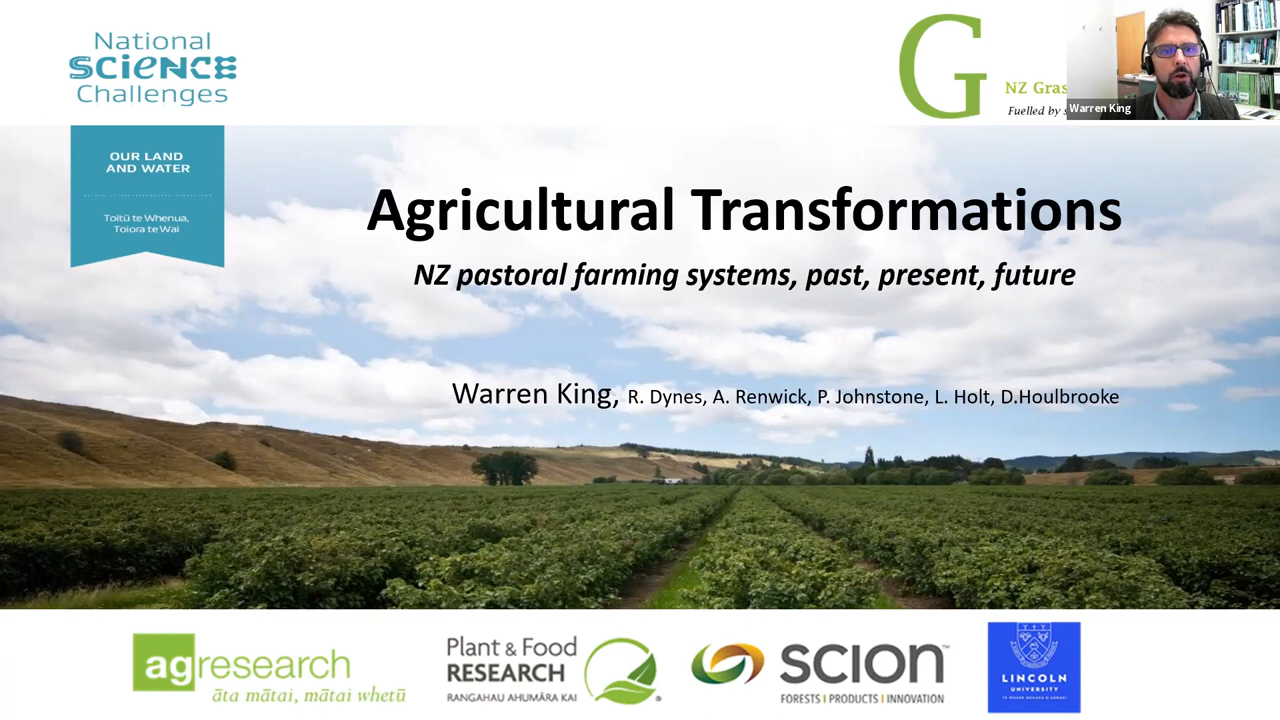 National
SCIENCE
Challenges
NZ Gras
Fuelled by s
Warren King
OUR LAND
AND WATER
Toitū te Whenua,
Toiora te Wai
Agricultural Transformations
NZ pastoral farming systems, past, present, future
Warren King, R. Dynes, A. Renwick, P. Johnstone, L. Holt, D.Houlbrooke
agresearch
āta mātai, mātai whetū
Plant & Food
RESEARCH
RANGAHAU AHUMĀRA KAI
SCION™
FORESTS | PRODUCTS | INNOVATION
LINCOLN
UNIVERSITY